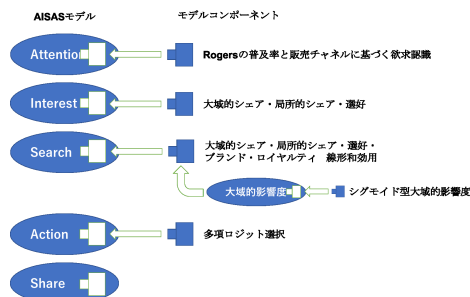 AISASモデル
モデルコンポーネント
Attention
Rogersの普及率と販売チャネルに基づく欲求認識
Interest
大域的シェア・局所的シェア・選好
Search
大域的シェア・局所的シェア・選好・
ブランド・ロイヤルティ　線形和効用
大域的影響度
シグモイド型大域的影響度
Action
多項ロジット選択
Share